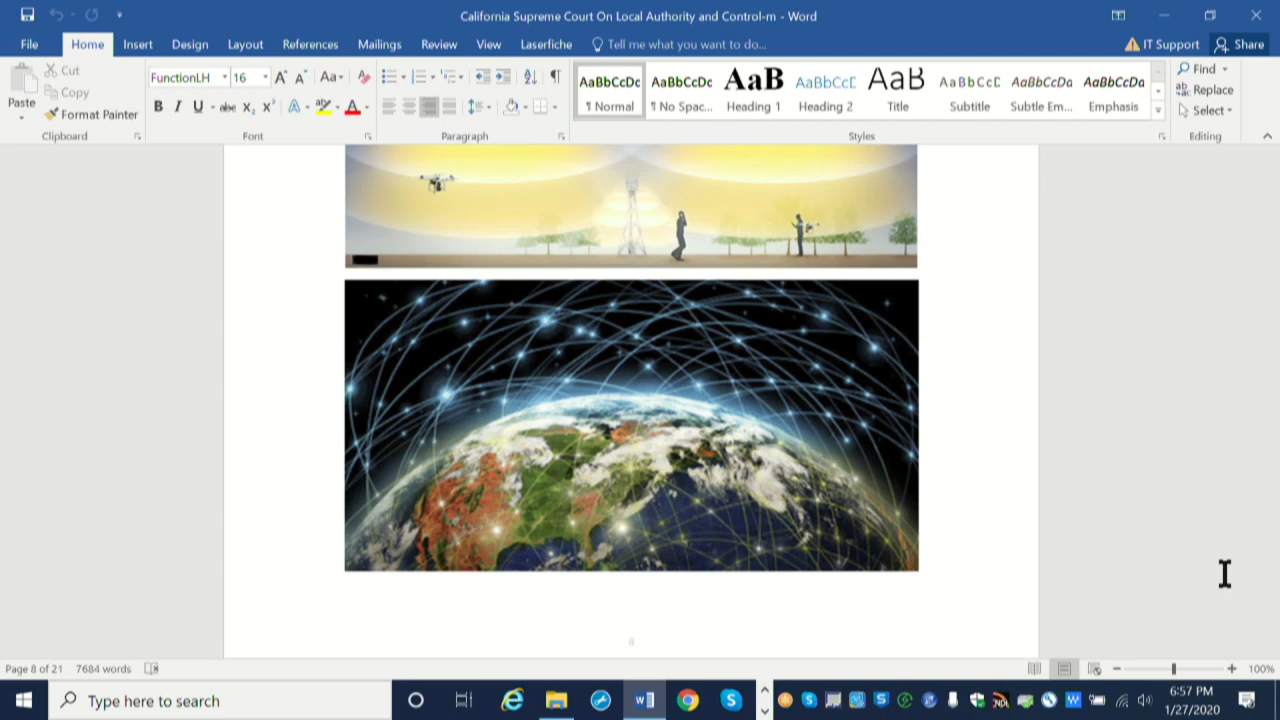 California Supreme Court On Local Authority and Control-m - Word
File Home Insert Design Layout References Mailings Review View Laserfiche Tell me what you want to do... IT Support Share
Paste
Cut
Copy
Format Painter
Clipboard
FunctionLH 16
Font
Paragraph
AaBbCcDc AaBbCcDc AaB AaBbCcD AaB AaBbCcD AaBbCcDa AaBbCcDa
¶ Normal ¶ No Spac... Heading 1 Heading 2 Title Subtitle Subtle Em... Emphasis
Styles
Find
Replace
Select
Editing
8
Page 8 of 21 7684 words 100%
Type here to search
6:57 PM
1/27/2020